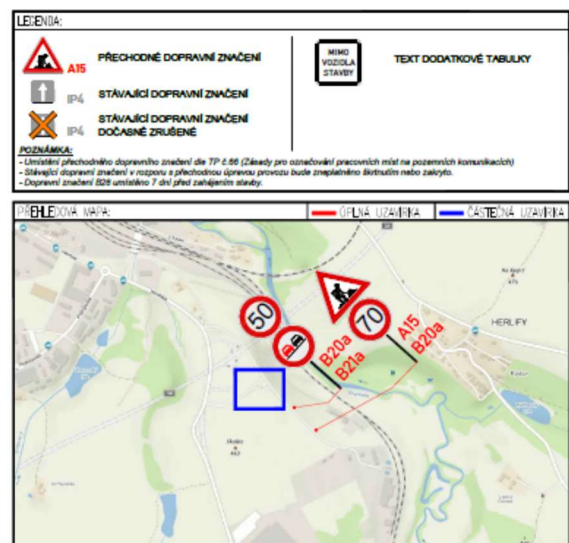 LEGENDA:
A15
PŘECHODNÉ DOPRAVNÍ ZNAČENÍ
IP4
STÁVAJÍCÍ DOPRAVNÍ ZNAČENÍ
IP4
STÁVAJÍCÍ DOPRAVNÍ ZNAČENÍ
DOČASNÉ ZRUŠENÉ
MIMO
VOZIDLA
STAVBY
TEXT DODATKOVÉ TABULKY
POZNÁMKA:
- Umístění přechodného dopravního značení dle TP č.66 (Zásady pro označování pracovních míst na pozemních komunikacích)
- Stávající dopravní značení v rozporu s přechodnou úpravou provozu bude zneplatněno škrtnutím nebo zakryto.
- Dopravní značení B28 umístěno 7 dní před zahájením stavby.
PŘEHLEDOVÁ MAPA:
ÚPLNÁ UZAVÍRKA
ČÁSTEČNÁ UZAVÍRKA
50
70
B20a
B21a
A15
B20a
HERLIFY